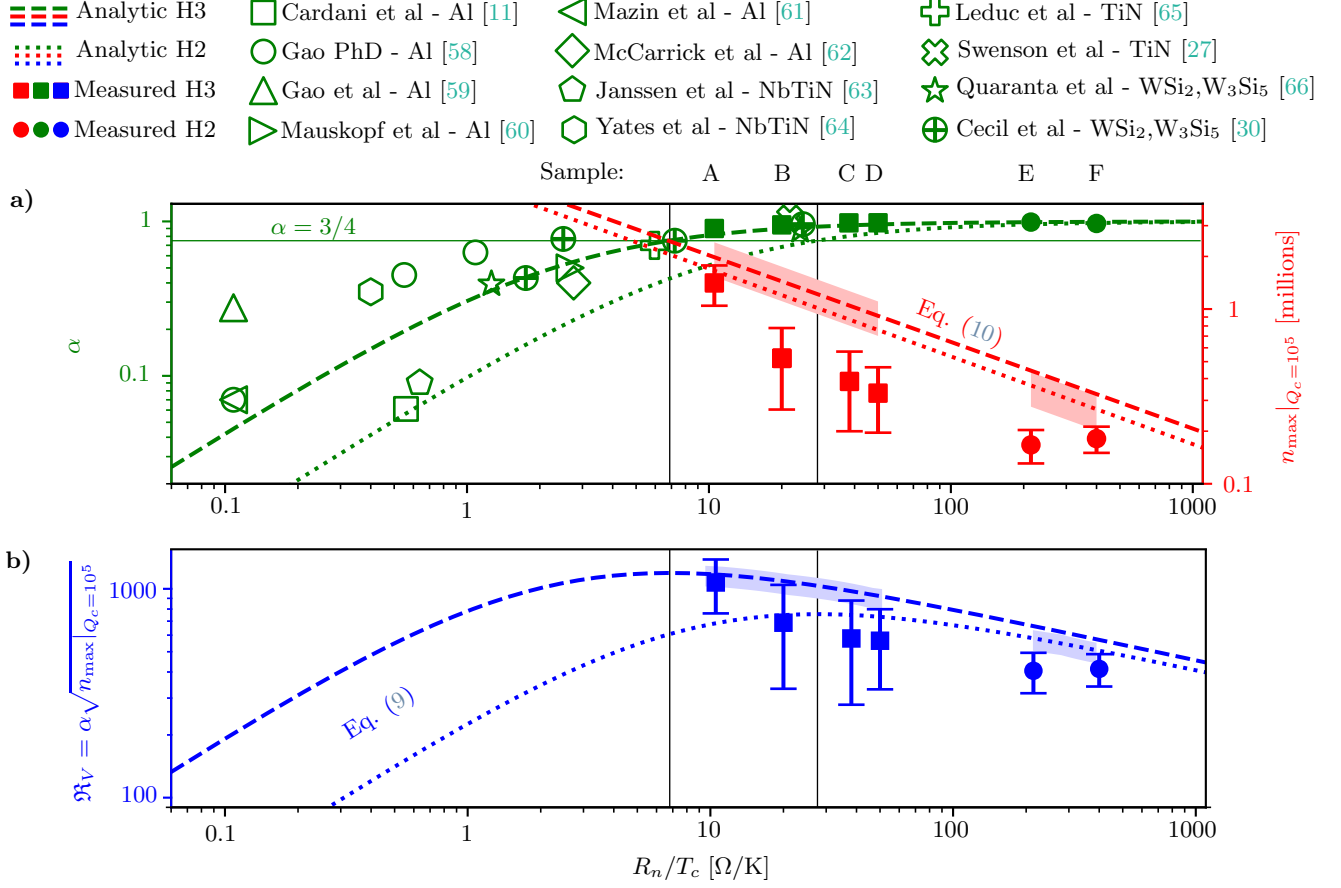 Analytic H3
Cardani et al - Al [11]
Mazin et al - Al [61]
Leduc et al - TiN [65]
Analytic H2
Gao PhD - Al [58]
McCarrick et al - Al [62]
Swenson et al - TiN [27]
Measured H3
Gao et al - Al [59]
Janssen et al - NbTiN [63]
Quaranta et al - WSi₂,W₃Si₅ [66]
Measured H2
Mauskopf et al - Al [60]
Yates et al - NbTiN [64]
Cecil et al - WSi₂,W₃Si₅ [30]
Sample: A B C D E F
a)
α = 3/4
Eq. (10)
1
0.1
α
1
0.1
n_max|Q_c=10⁵ [millions]
0.1 1 10 100 1000
b)
Eq. (9)
1000
100
ℜ_V = α√n_max|Q_c=10⁵
0.1 1 10 100 1000
R_n/T_c [Ω/K]